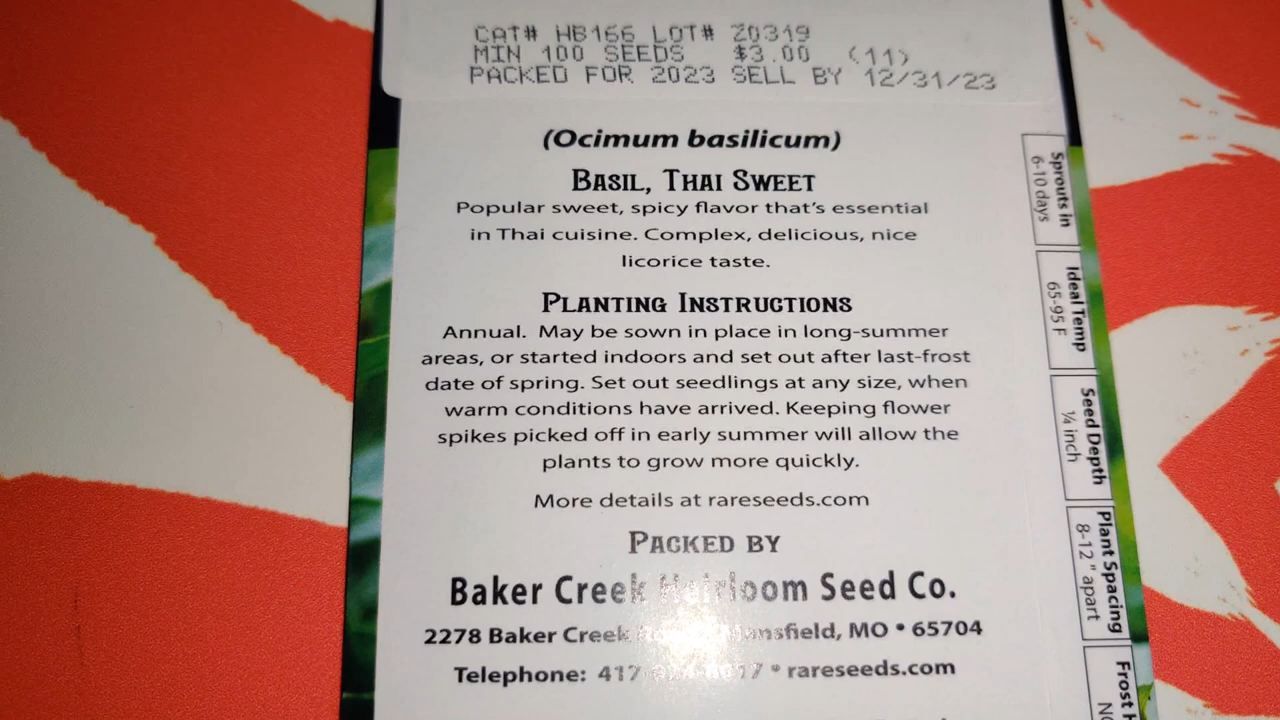 CAT# HB166 LOT# Z0319
MIN 100 SEEDS $3.00 (11)
PACKED FOR 2023 SELL BY 12/31/23
(Ocimum basilicum)
Basil, Thai Sweet
Popular sweet, spicy flavor that's essential
in Thai cuisine. Complex, delicious, nice
licorice taste.
Planting Instructions
Annual. May be sown in place in long-summer
areas, or started indoors and set out after last-frost
date of spring. Set out seedlings at any size, when
warm conditions have arrived. Keeping flower
spikes picked off in early summer will allow the
plants to grow more quickly.
More details at rareseeds.com
Packed by
Baker Creek Heirloom Seed Co.
2278 Baker Creek Mansfield, MO • 65704
Telephone: 417 • rareseeds.com
Sprouts in
6-10 days
Ideal Temp
65-95 F
Seed Depth
¼ inch
Plant Spacing
8-12 " apart
Frost